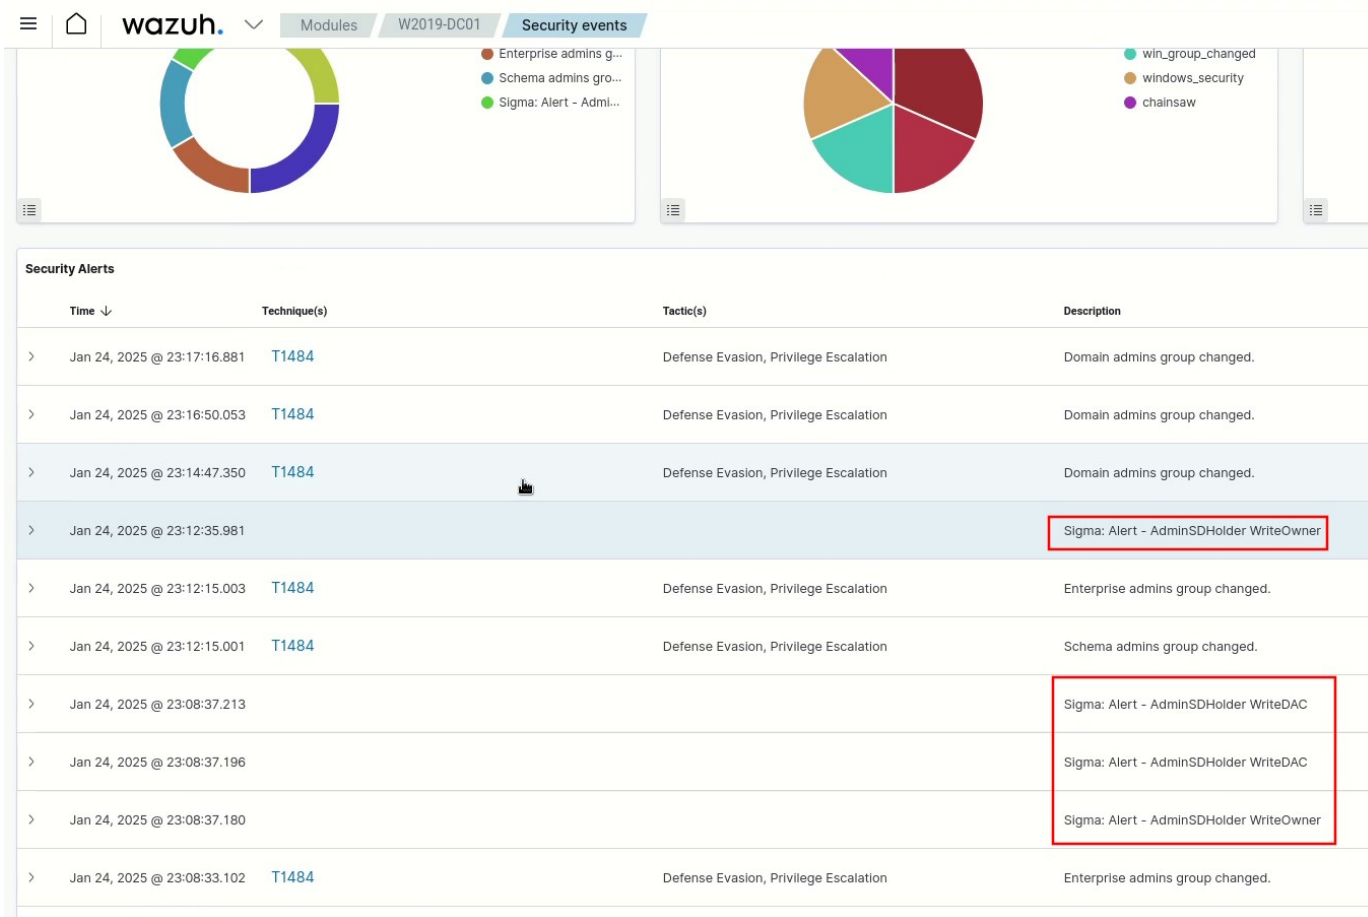 wazuh. Modules W2019-DC01 Security events
Enterprise admins g...
Schema admins gro...
Sigma: Alert - Admi...
win_group_changed
windows_security
chainsaw
Security Alerts
Time Technique(s) Tactic(s) Description
Jan 24, 2025 @ 23:17:16.881 T1484 Defense Evasion, Privilege Escalation Domain admins group changed.
Jan 24, 2025 @ 23:16:50.053 T1484 Defense Evasion, Privilege Escalation Domain admins group changed.
Jan 24, 2025 @ 23:14:47.350 T1484 Defense Evasion, Privilege Escalation Domain admins group changed.
Jan 24, 2025 @ 23:12:35.981 Sigma: Alert - AdminSDHolder WriteOwner
Jan 24, 2025 @ 23:12:15.003 T1484 Defense Evasion, Privilege Escalation Enterprise admins group changed.
Jan 24, 2025 @ 23:12:15.001 T1484 Defense Evasion, Privilege Escalation Schema admins group changed.
Jan 24, 2025 @ 23:08:37.213 Sigma: Alert - AdminSDHolder WriteDAC
Jan 24, 2025 @ 23:08:37.196 Sigma: Alert - AdminSDHolder WriteDAC
Jan 24, 2025 @ 23:08:37.180 Sigma: Alert - AdminSDHolder WriteOwner
Jan 24, 2025 @ 23:08:33.102 T1484 Defense Evasion, Privilege Escalation Enterprise admins group changed.